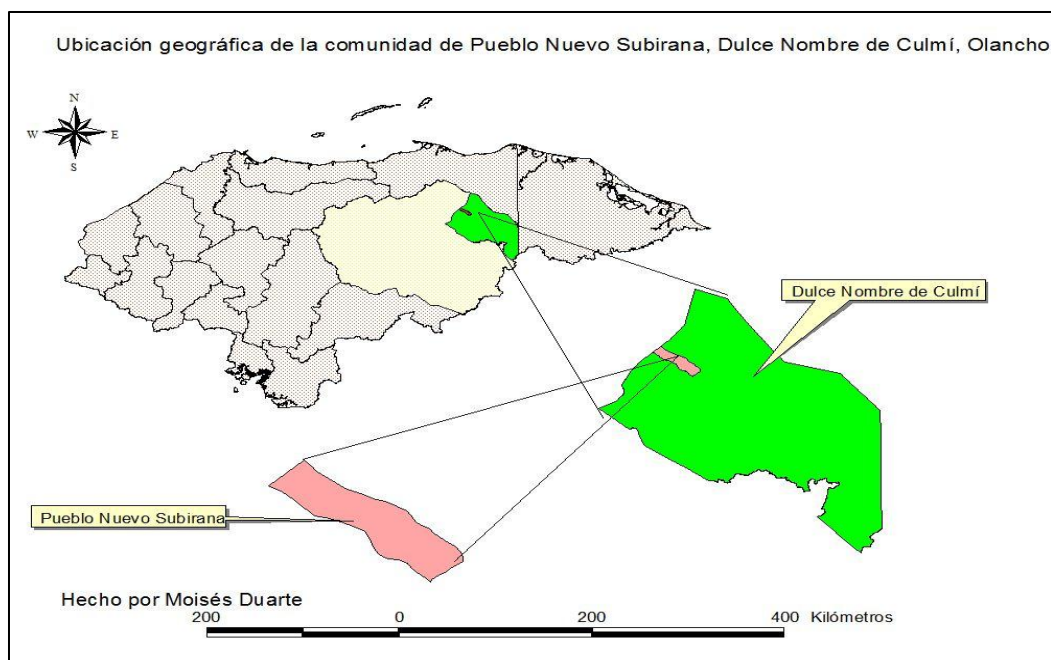 Ubicación geográfica de la comunidad de Pueblo Nuevo Subirana, Dulce Nombre de Culmí, Olancho
N
W E
S
Dulce Nombre de Culmí
Pueblo Nuevo Subirana
Hecho por Moisés Duarte
200 0 200 400 Kilómetros